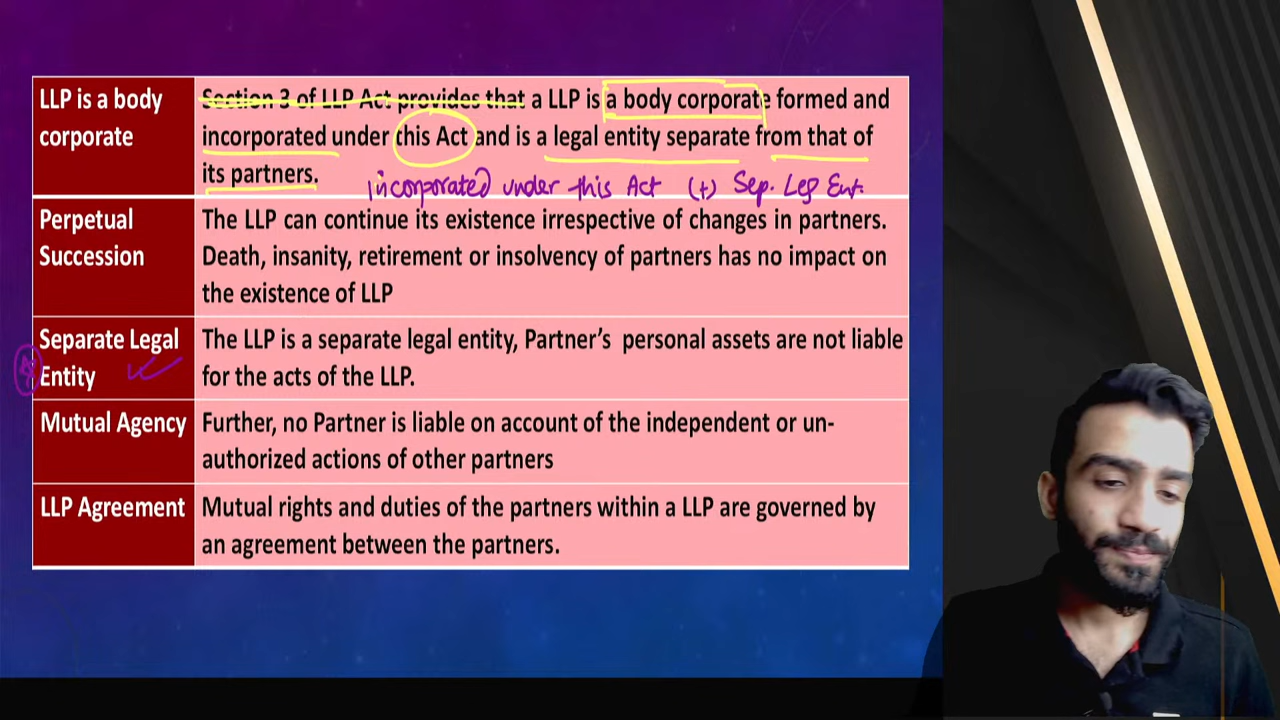 LLP is a body
corporate
Section 3 of LLP Act provides that a LLP is a body corporate formed and
incorporated under this Act and is a legal entity separate from that of
its partners.
incorporated under this Act (+) Sep. Leg Ent.
Perpetual
Succession
The LLP can continue its existence irrespective of changes in partners.
Death, insanity, retirement or insolvency of partners has no impact on
the existence of LLP
Separate Legal
Entity
The LLP is a separate legal entity, Partner's personal assets are not liable
for the acts of the LLP.
Mutual Agency
Further, no Partner is liable on account of the independent or un-
authorized actions of other partners
LLP Agreement
Mutual rights and duties of the partners within a LLP are governed by
an agreement between the partners.